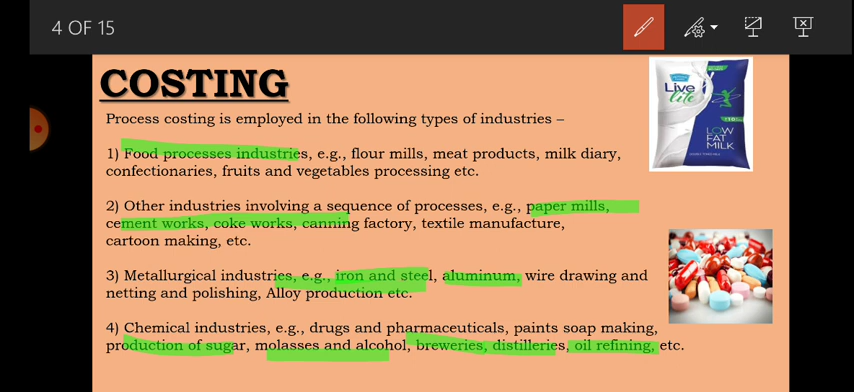 4 OF 15
COSTING
Process costing is employed in the following types of industries –
1) Food processes industries, e.g., flour mills, meat products, milk diary,
confectionaries, fruits and vegetables processing etc.
2) Other industries involving a sequence of processes, e.g., paper mills,
cement works, coke works, canning factory, textile manufacture,
cartoon making, etc.
3) Metallurgical industries, e.g., iron and steel, aluminum, wire drawing and
netting and polishing, Alloy production etc.
4) Chemical industries, e.g., drugs and pharmaceuticals, paints soap making,
production of sugar, molasses and alcohol, breweries, distilleries, oil refining, etc.
Live
lite
LOW
FAT
MILK